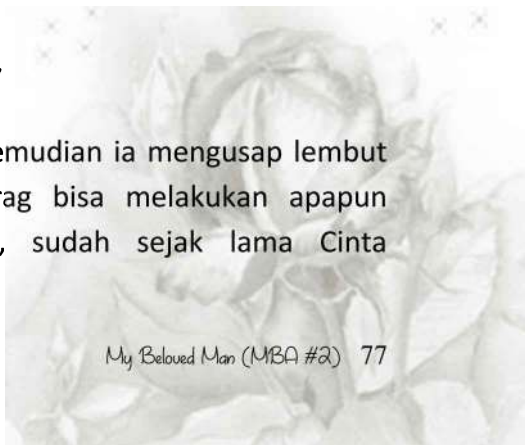 emudian ia mengusap lembut
rag bisa melakukan apapun
, sudah sejak lama Cinta
My Beloved Man (MBA #2) 77